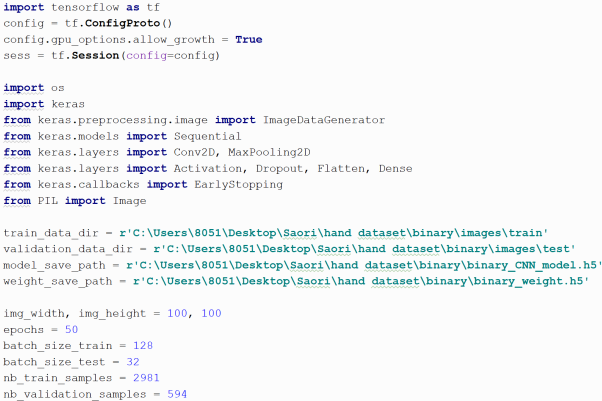 import tensorflow as tf
config = tf.ConfigProto()
config.gpu_options.allow_growth = True
sess = tf.Session(config=config)
import os
import keras
from keras.preprocessing.image import ImageDataGenerator
from keras.models import Sequential
from keras.layers import Conv2D, MaxPooling2D
from keras.layers import Activation, Dropout, Flatten, Dense
from keras.callbacks import EarlyStopping
from PIL import Image
train_data_dir = r'C:\Users\8051\Desktop\Saori\hand dataset\binary\images\train'
validation_data_dir = r'C:\Users\8051\Desktop\Saori\hand dataset\binary\images\test'
model_save_path = r'C:\Users\8051\Desktop\Saori\hand dataset\binary\binary_CNN_model.h5'
weight_save_path = r'C:\Users\8051\Desktop\Saori\hand dataset\binary\binary_weight.h5'
img_width, img_height = 100, 100
epochs = 50
batch_size_train = 128
batch_size_test = 32
nb_train_samples = 2981
nb_validation_samples = 594